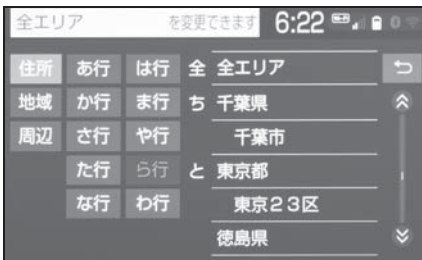 全エリア を変更できます 6:22
住所 あ行 は行 全 全エリア
地域 か行 ま行 ち 千葉県
周辺 さ行 や行 千葉市
た行 ら行 と 東京都
な行 わ行 東京23区
徳島県